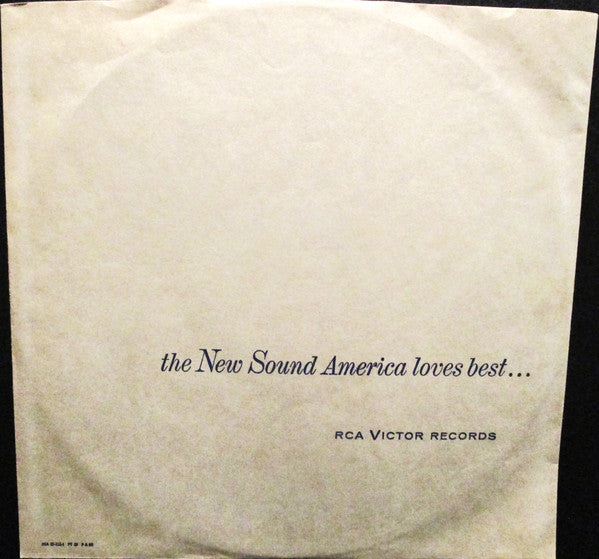 the New Sound America loves best...
RCA VICTOR RECORDS